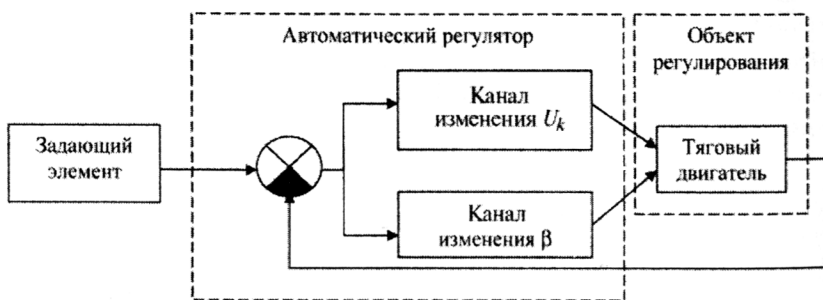 Автоматический регулятор
Объект
регулирования
Задающий
элемент
Канал
изменения U_k
Тяговый
двигатель
Канал
изменения β